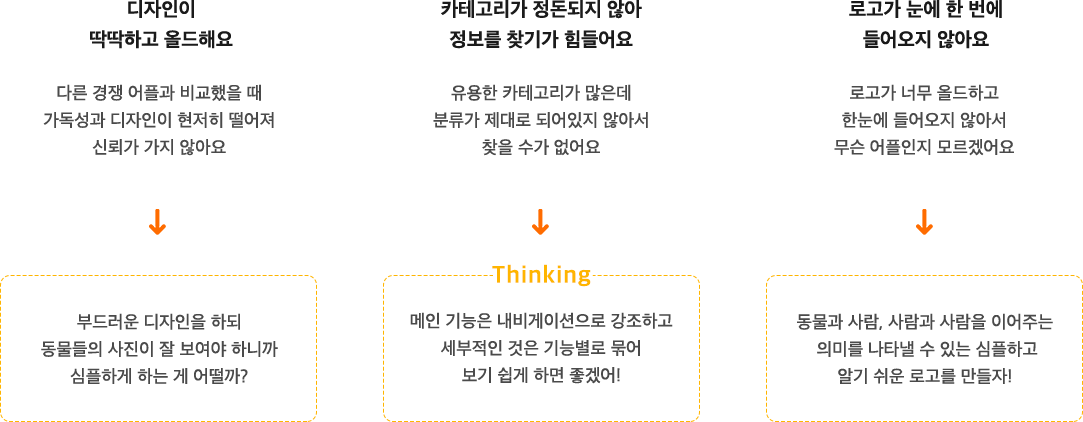 디자인이
딱딱하고 올드해요
다른 경쟁 어플과 비교했을 때
가독성과 디자인이 현저히 떨어져
신뢰가 가지 않아요
부드러운 디자인을 하되
동물들의 사진이 잘 보여야 하니까
심플하게 하는 게 어떨까?
카테고리가 정돈되지 않아
정보를 찾기가 힘들어요
유용한 카테고리가 많은데
분류가 제대로 되어있지 않아서
찾을 수가 없어요
Thinking
메인 기능은 내비게이션으로 강조하고
세부적인 것은 기능별로 묶어
보기 쉽게 하면 좋겠어!
로고가 눈에 한 번에
들어오지 않아요
로고가 너무 올드하고
한눈에 들어오지 않아서
무슨 어플인지 모르겠어요
동물과 사람, 사람과 사람을 이어주는
의미를 나타낼 수 있는 심플하고
알기 쉬운 로고를 만들자!